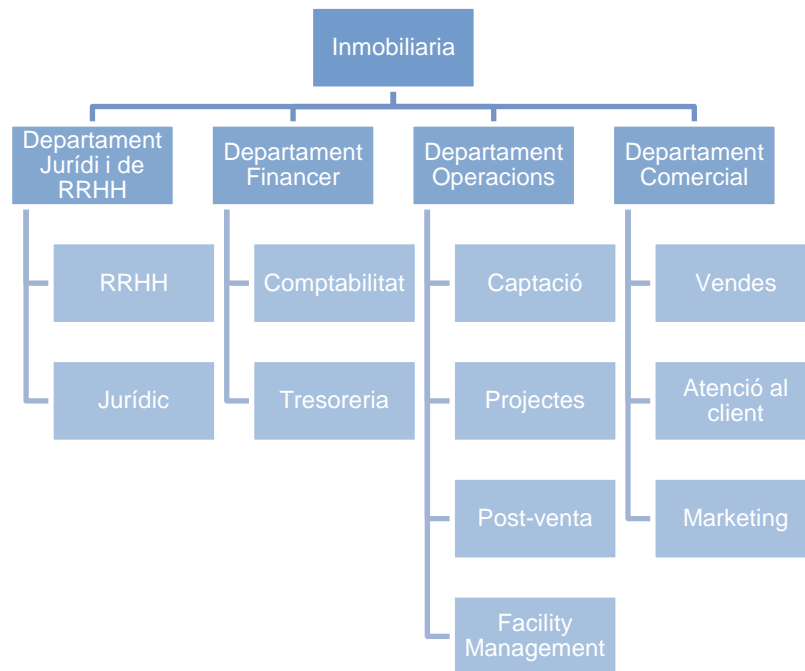 Inmobiliaria
Departament
Jurídi i de
RRHH
Departament
Financer
Departament
Operacions
Departament
Comercial
RRHH
Comptabilitat
Captació
Vendes
Jurídic
Tresoreria
Projectes
Atenció al
client
Post-venta
Marketing
Facility
Management